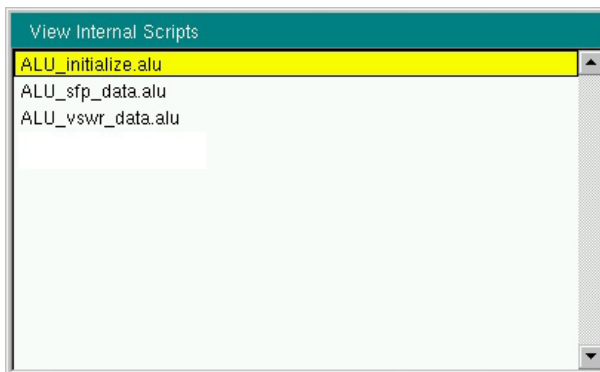 View Internal Scripts
ALU_initialize.alu
ALU_sfp_data.alu
ALU_vswr_data.alu